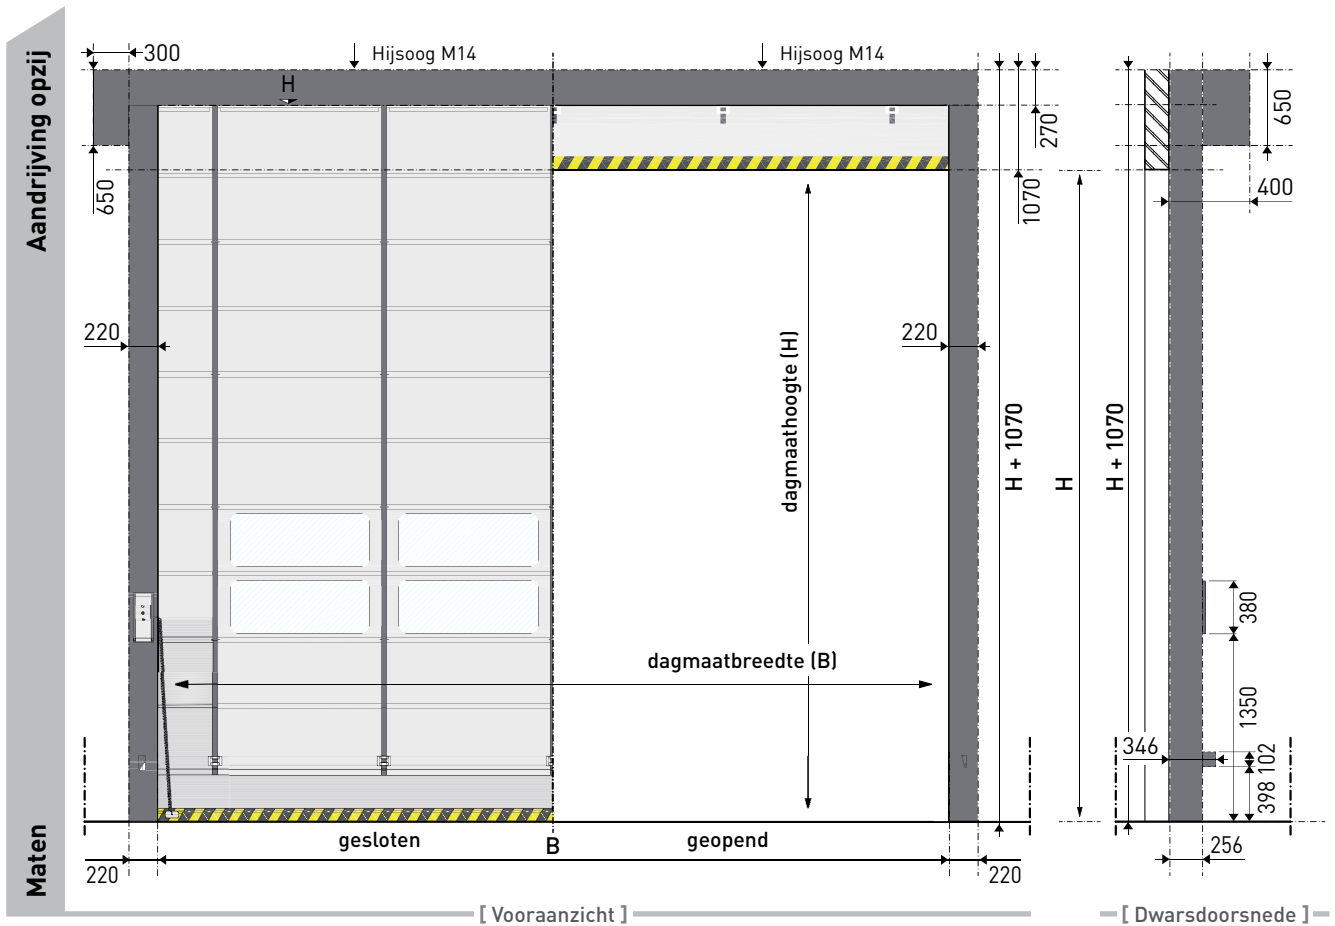 Aandrijving opzij
Maten
300
Hijsoog M14
Hijsoog M14
H
650
270
1070
650
400
220
220
dagmaathoogte (H)
H + 1070
H
H + 1070
dagmaatbreedte (B)
380
1350
346
102
398
gesloten
B
geopend
220
220
256
[ Vooraanzicht ]
[ Dwarsdoorsnede ]